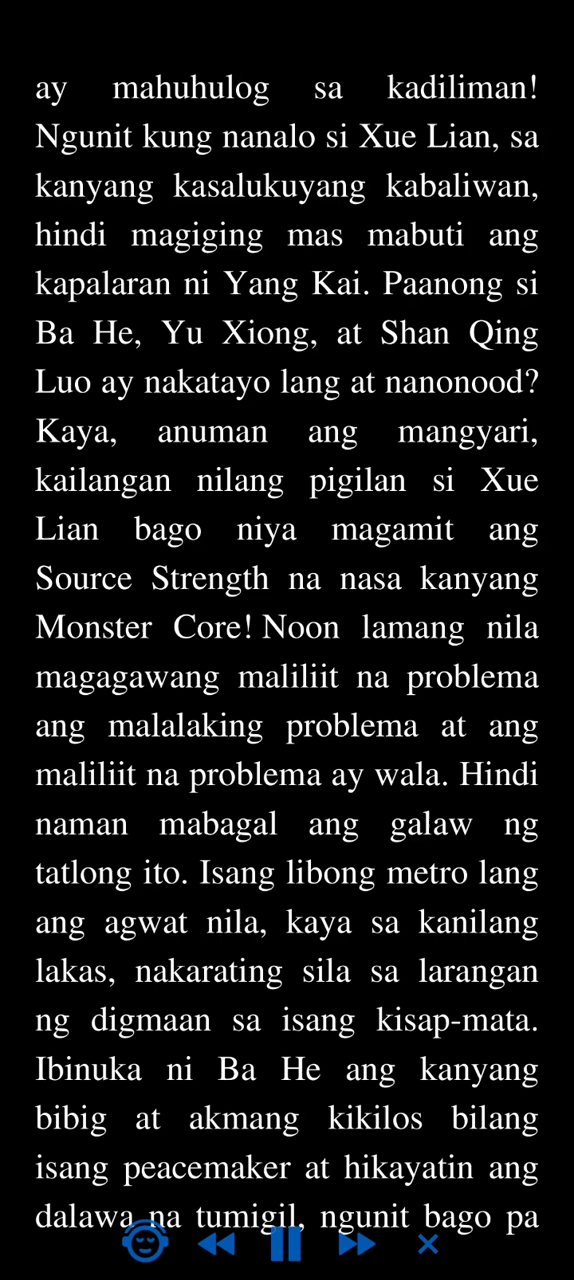 ay mahuhulog sa kadiliman!
Ngunit kung nanalo si Xue Lian, sa
kanyang kasalukuyang kabaliwan,
hindi magiging mas mabuti ang
kapalaran ni Yang Kai. Paanong si
Ba He, Yu Xiong, at Shan Qing
Luo ay nakatayo lang at nanonood?
Kaya, anuman ang mangyari,
kailangan nilang pigilan si Xue
Lian bago niya magamit ang
Source Strength na nasa kanyang
Monster Core! Noon lamang nila
magagawang maliliit na problema
ang malalaking problema at ang
maliliit na problema ay wala. Hindi
naman mabagal ang galaw ng
tatlong ito. Isang libong metro lang
ang agwat nila, kaya sa kanilang
lakas, nakarating sila sa larangan
ng digmaan sa isang kisap-mata.
Ibinuka ni Ba He ang kanyang
bibig at akmang kikilos bilang
isang peacemaker at hikayatin ang
dalawa na tumigil, ngunit bago pa